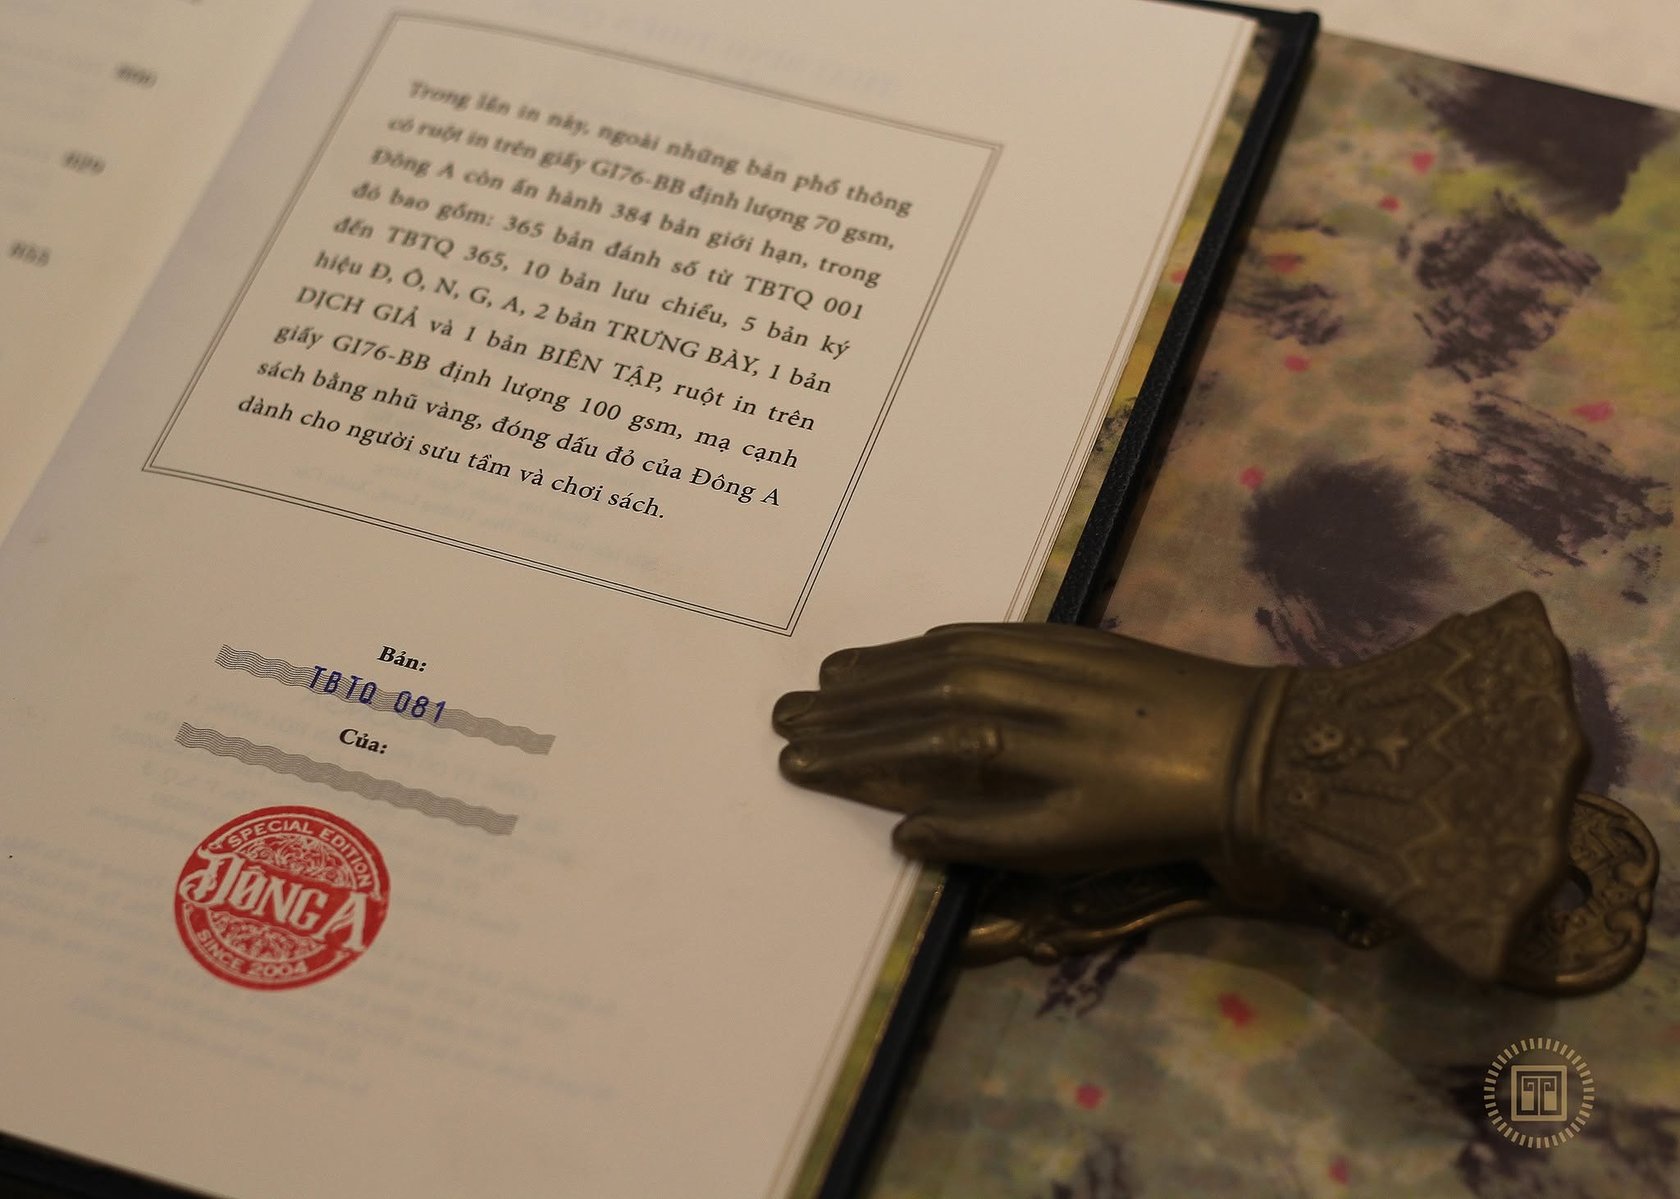 Trong lần in này, ngoài những bản phổ thông
có ruột in trên giấy GI76-BB định lượng 70 gsm,
Đông A còn ấn hành 384 bản giới hạn, trong
đó bao gồm: 365 bản đánh số từ TBTQ 001
đến TBTQ 365, 10 bản lưu chiểu, 5 bản ký
hiệu Đ, Ô, N, G, A, 2 bản TRƯNG BÀY, 1 bản
DỊCH GIẢ và 1 bản BIÊN TẬP, ruột in trên
giấy GI76-BB định lượng 100 gsm, mạ cạnh
sách bằng nhũ vàng, đóng dấu đỏ của Đông A
dành cho người sưu tầm và chơi sách.
Bản:
TBTQ 081
Của:
SPECIAL EDITION
ĐÔNG A
SINCE 2004